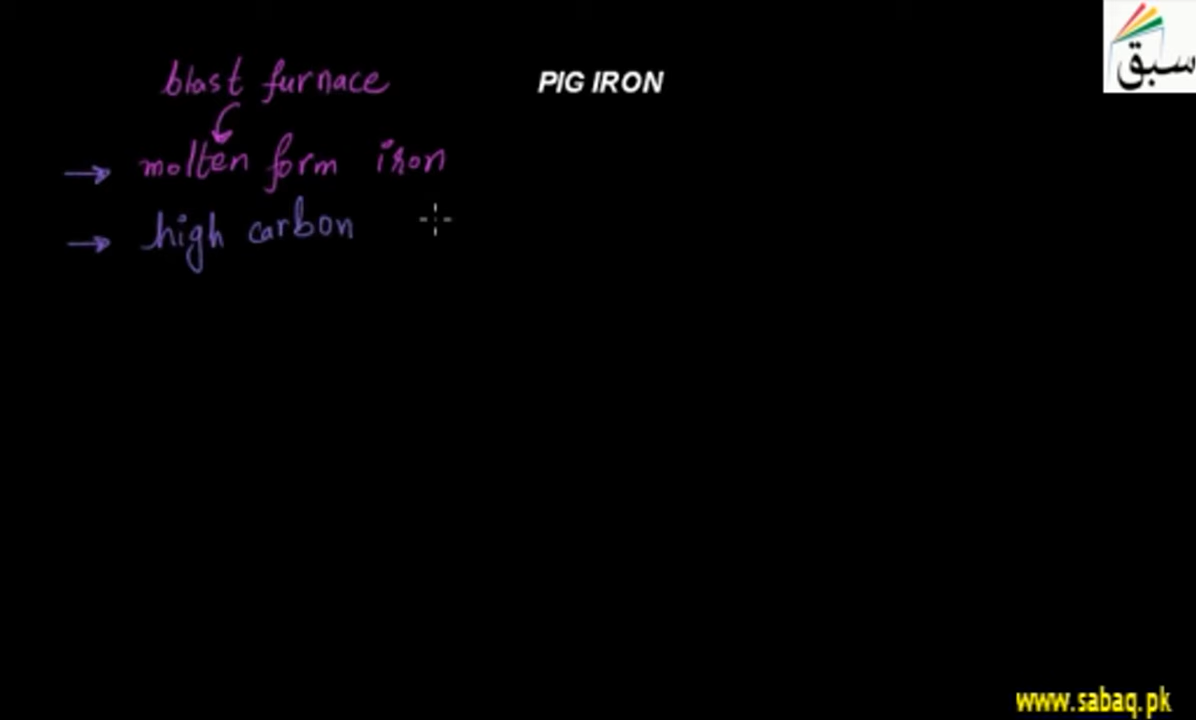 سبق
blast furnace
PIG IRON
→ molten form iron
→ high carbon
www.sabaq.pk